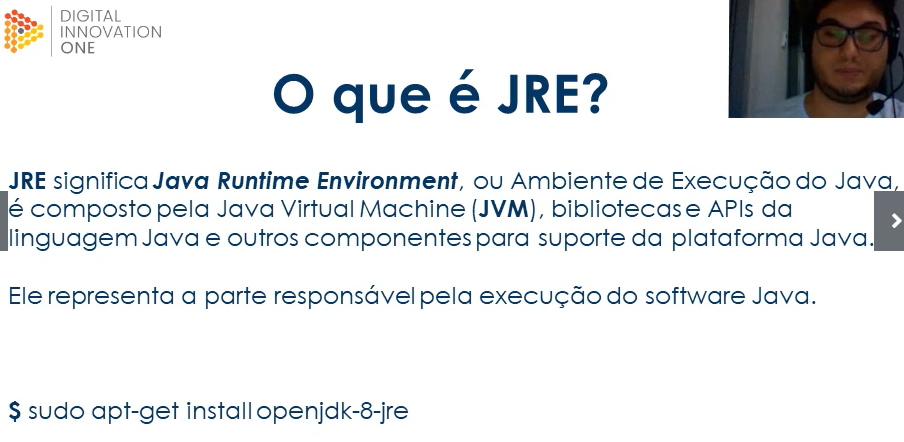 DIGITAL
INNOVATION
ONE
O que é JRE?
JRE significa Java Runtime Environment, ou Ambiente de Execução do Java,
é composto pela Java Virtual Machine (JVM), bibliotecas e APIs da
linguagem Java e outros componentes para suporte da plataforma Java.
Ele representa a parte responsável pela execução do software Java.
$ sudo apt-get install openjdk-8-jre